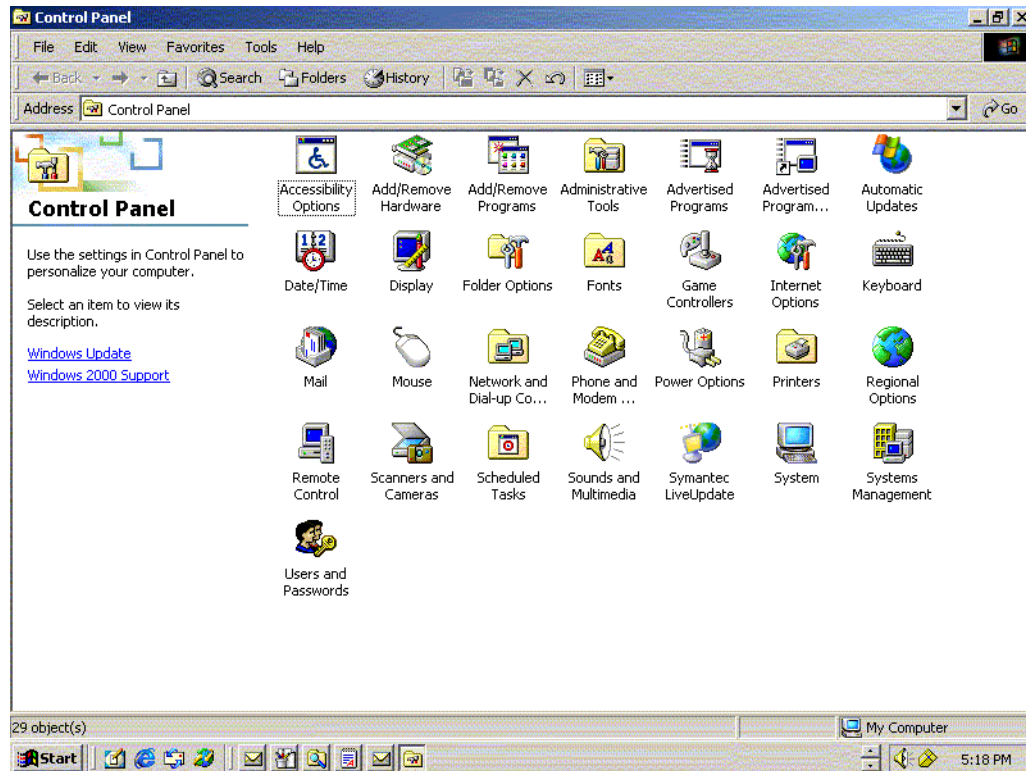 Control Panel
File Edit View Favorites Tools Help
Back Search Folders History
Address Control Panel Go
Control Panel
Use the settings in Control Panel to
personalize your computer.
Select an item to view its
description.
Windows Update
Windows 2000 Support
Accessibility
Options
Add/Remove
Hardware
Add/Remove
Programs
Administrative
Tools
Advertised
Programs
Advertised
Program...
Automatic
Updates
Date/Time
Display
Folder Options
Fonts
Game
Controllers
Internet
Options
Keyboard
Mail
Mouse
Network and
Dial-up Co...
Phone and
Modem ...
Power Options
Printers
Regional
Options
Remote
Control
Scanners and
Cameras
Scheduled
Tasks
Sounds and
Multimedia
Symantec
LiveUpdate
System
Systems
Management
Users and
Passwords
29 object(s) My Computer
Start 5:18 PM